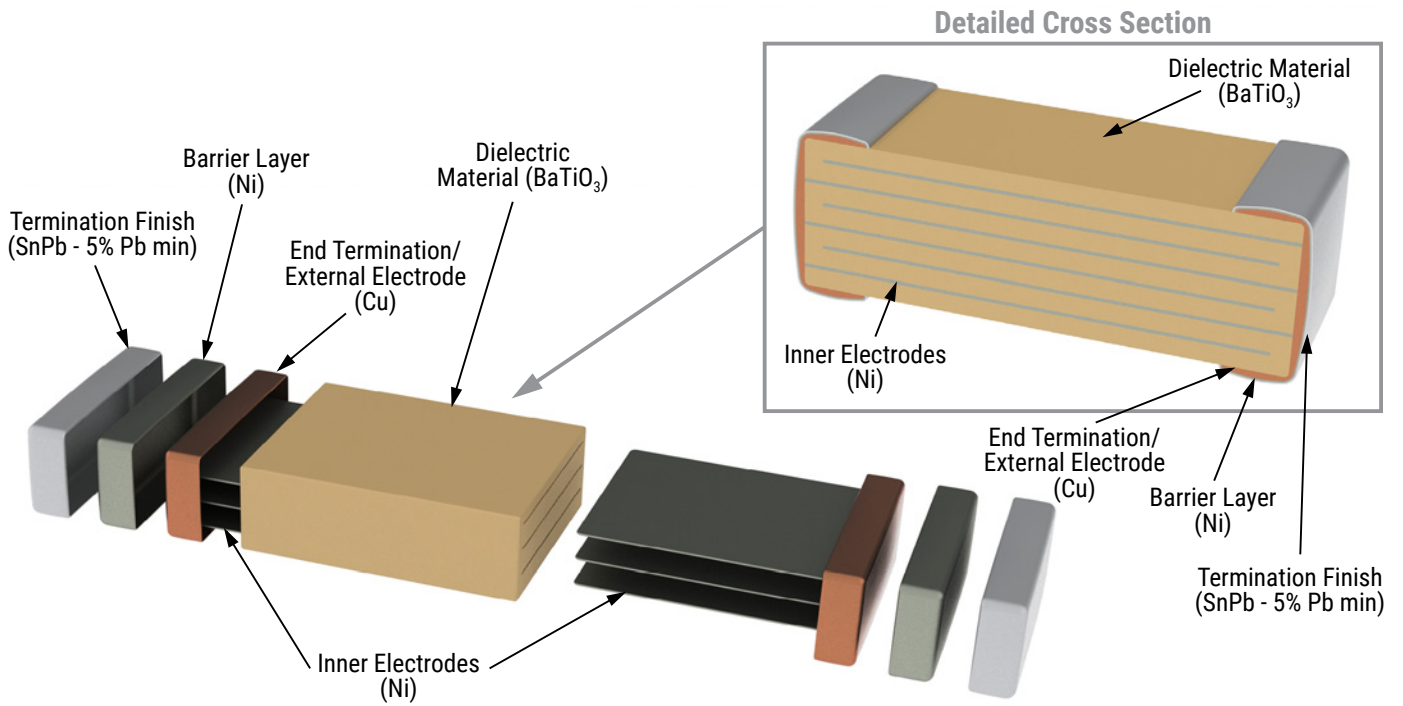 Detailed Cross Section
Dielectric Material
(BaTiO₃)
Inner Electrodes
(Ni)
End Termination/
External Electrode
(Cu)
Barrier Layer
(Ni)
Termination Finish
(SnPb - 5% Pb min)
Barrier Layer
(Ni)
Dielectric
Material (BaTiO₃)
Termination Finish
(SnPb - 5% Pb min)
End Termination/
External Electrode
(Cu)
Inner Electrodes
(Ni)